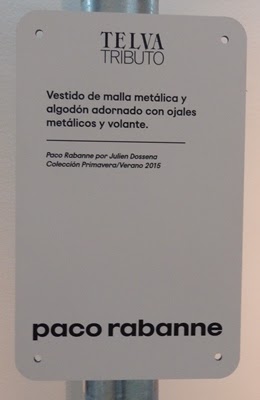 TELVA
TRIBUTO
Vestido de malla metálica y
algodón adornado con ojales
metálicos y volante.
Paco Rabanne por Julien Dossena
Colección Primavera/Verano 2015
paco rabanne